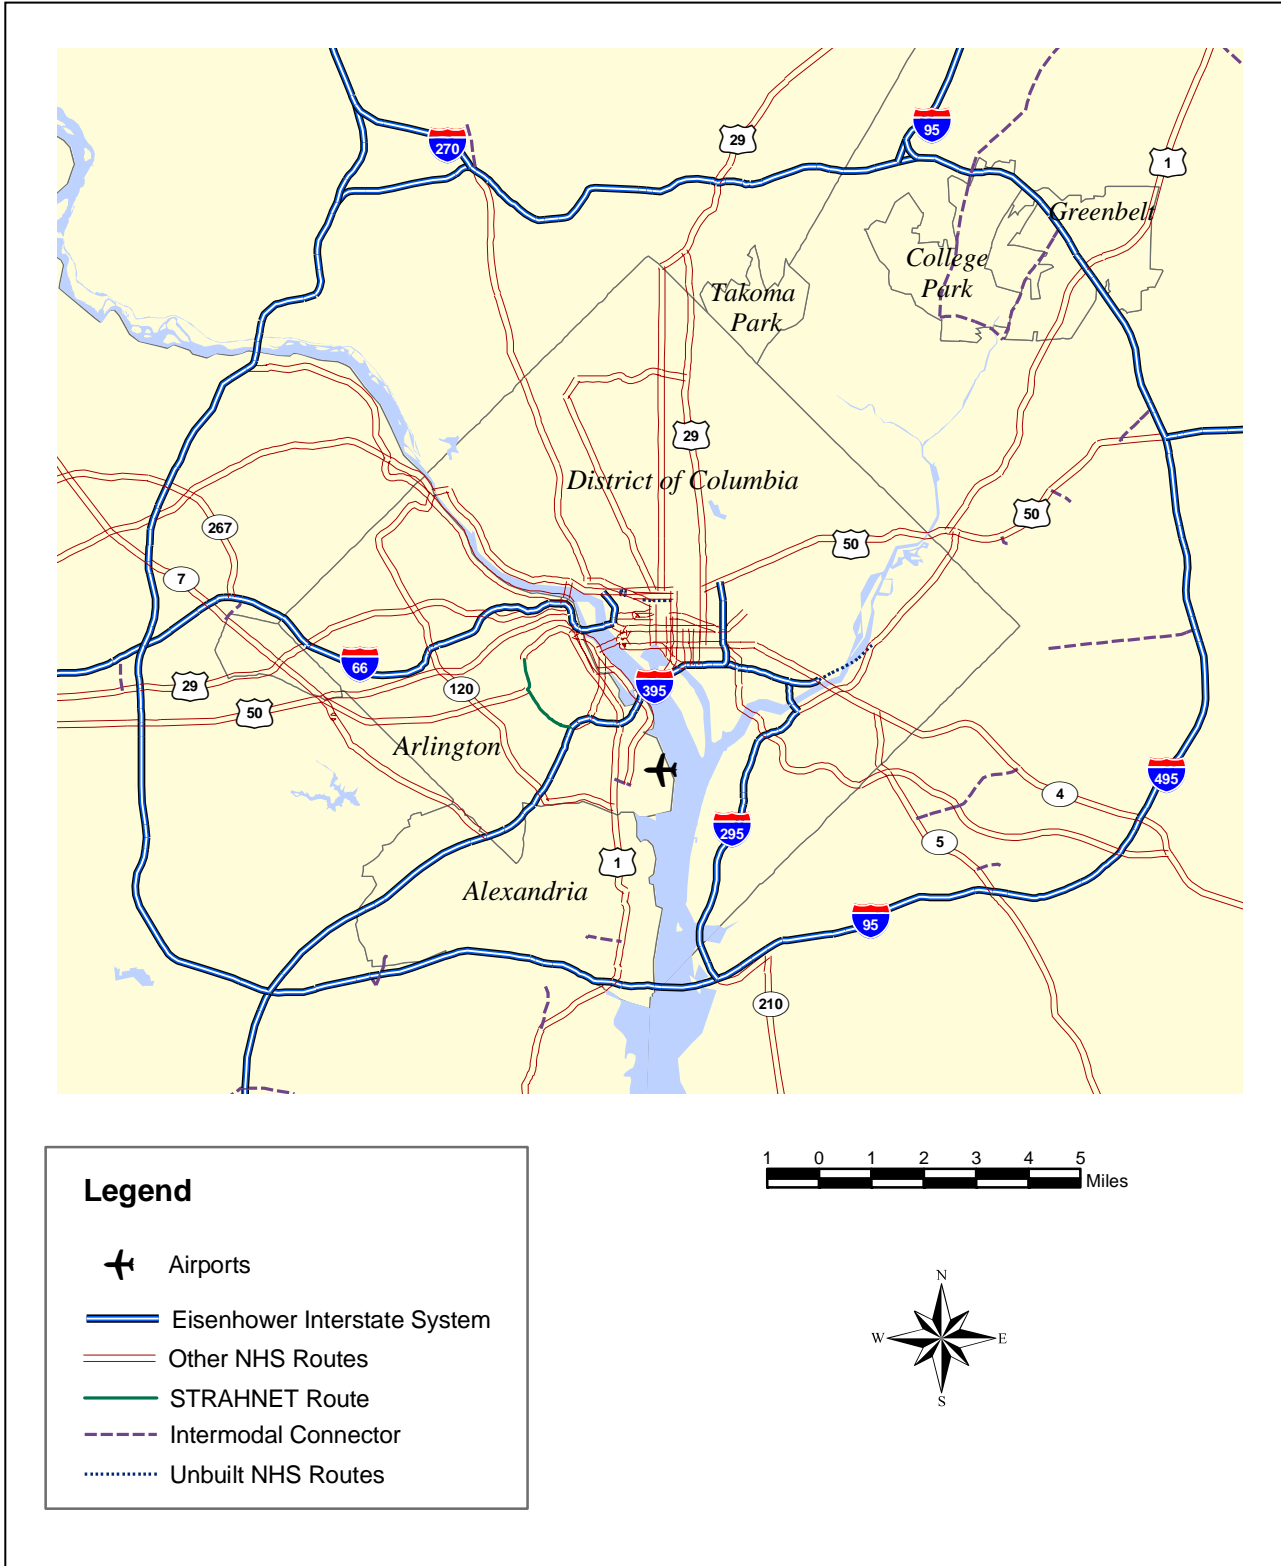 95
29
270
1
Greenbelt
College
Park
Takoma
Park
29
District of Columbia
50
267
50
7
66
29
120
395
50
Arlington
495
4
295
5
1
Alexandria
95
210
1 0 1 2 3 4 5
Miles
Legend
Airports
Eisenhower Interstate System
Other NHS Routes
STRAHNET Route
Intermodal Connector
Unbuilt NHS Routes
N
W E
S